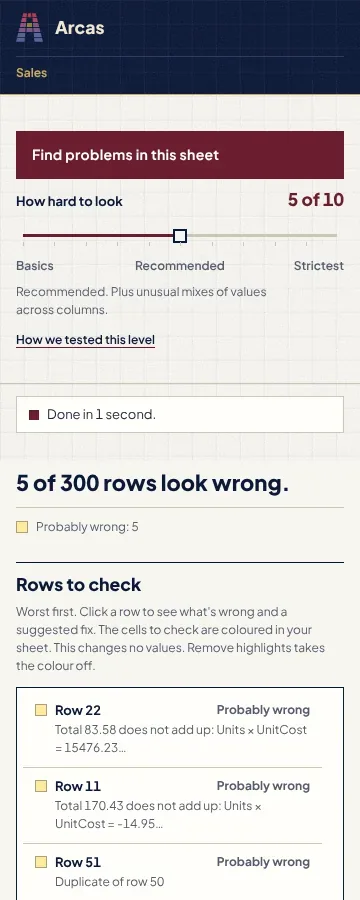 Arcas
Sales
Find problems in this sheet
How hard to look 5 of 10
Basics Recommended Strictest
Recommended. Plus unusual mixes of values
across columns.
How we tested this level
Done in 1 second.
5 of 300 rows look wrong.
Probably wrong: 5
Rows to check
Worst first. Click a row to see what's wrong and a
suggested fix. The cells to check are coloured in your
sheet. This changes no values. Remove highlights takes
the colour off.
Row 22 Probably wrong
Total 83.58 does not add up: Units × UnitCost
= 15476.23…
Row 11 Probably wrong
Total 170.43 does not add up: Units ×
UnitCost = -14.95…
Row 51 Probably wrong
Duplicate of row 50